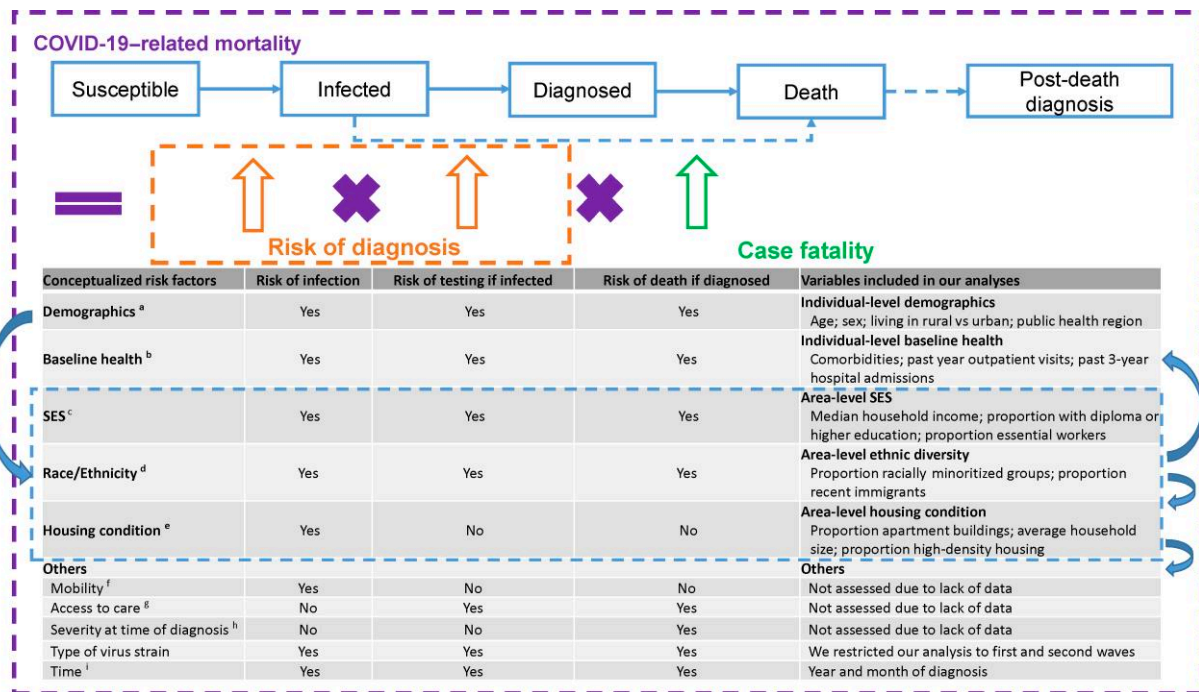 COVID-19–related mortality
Susceptible
Infected
Diagnosed
Death
Post-death
diagnosis
Risk of diagnosis
Case fatality
Conceptualized risk factors Risk of infection Risk of testing if infected Risk of death if diagnosed Variables included in our analyses
Demographics a Yes Yes Yes Individual-level demographics
Age; sex; living in rural vs urban; public health region
Baseline health b Yes Yes Yes Individual-level baseline health
Comorbidities; past year outpatient visits; past 3-year
hospital admissions
SES c Yes Yes Yes Area-level SES
Median household income; proportion with diploma or
higher education; proportion essential workers
Race/Ethnicity d Yes Yes Yes Area-level ethnic diversity
Proportion racially minoritized groups; proportion
recent immigrants
Housing condition e Yes No No Area-level housing condition
Proportion apartment buildings; average household
size; proportion high-density housing
Others Others
Mobility f Yes No No Not assessed due to lack of data
Access to care g No Yes Yes Not assessed due to lack of data
Severity at time of diagnosis h No No Yes Not assessed due to lack of data
Type of virus strain Yes Yes Yes We restricted our analysis to first and second waves
Time i Yes Yes Yes Year and month of diagnosis